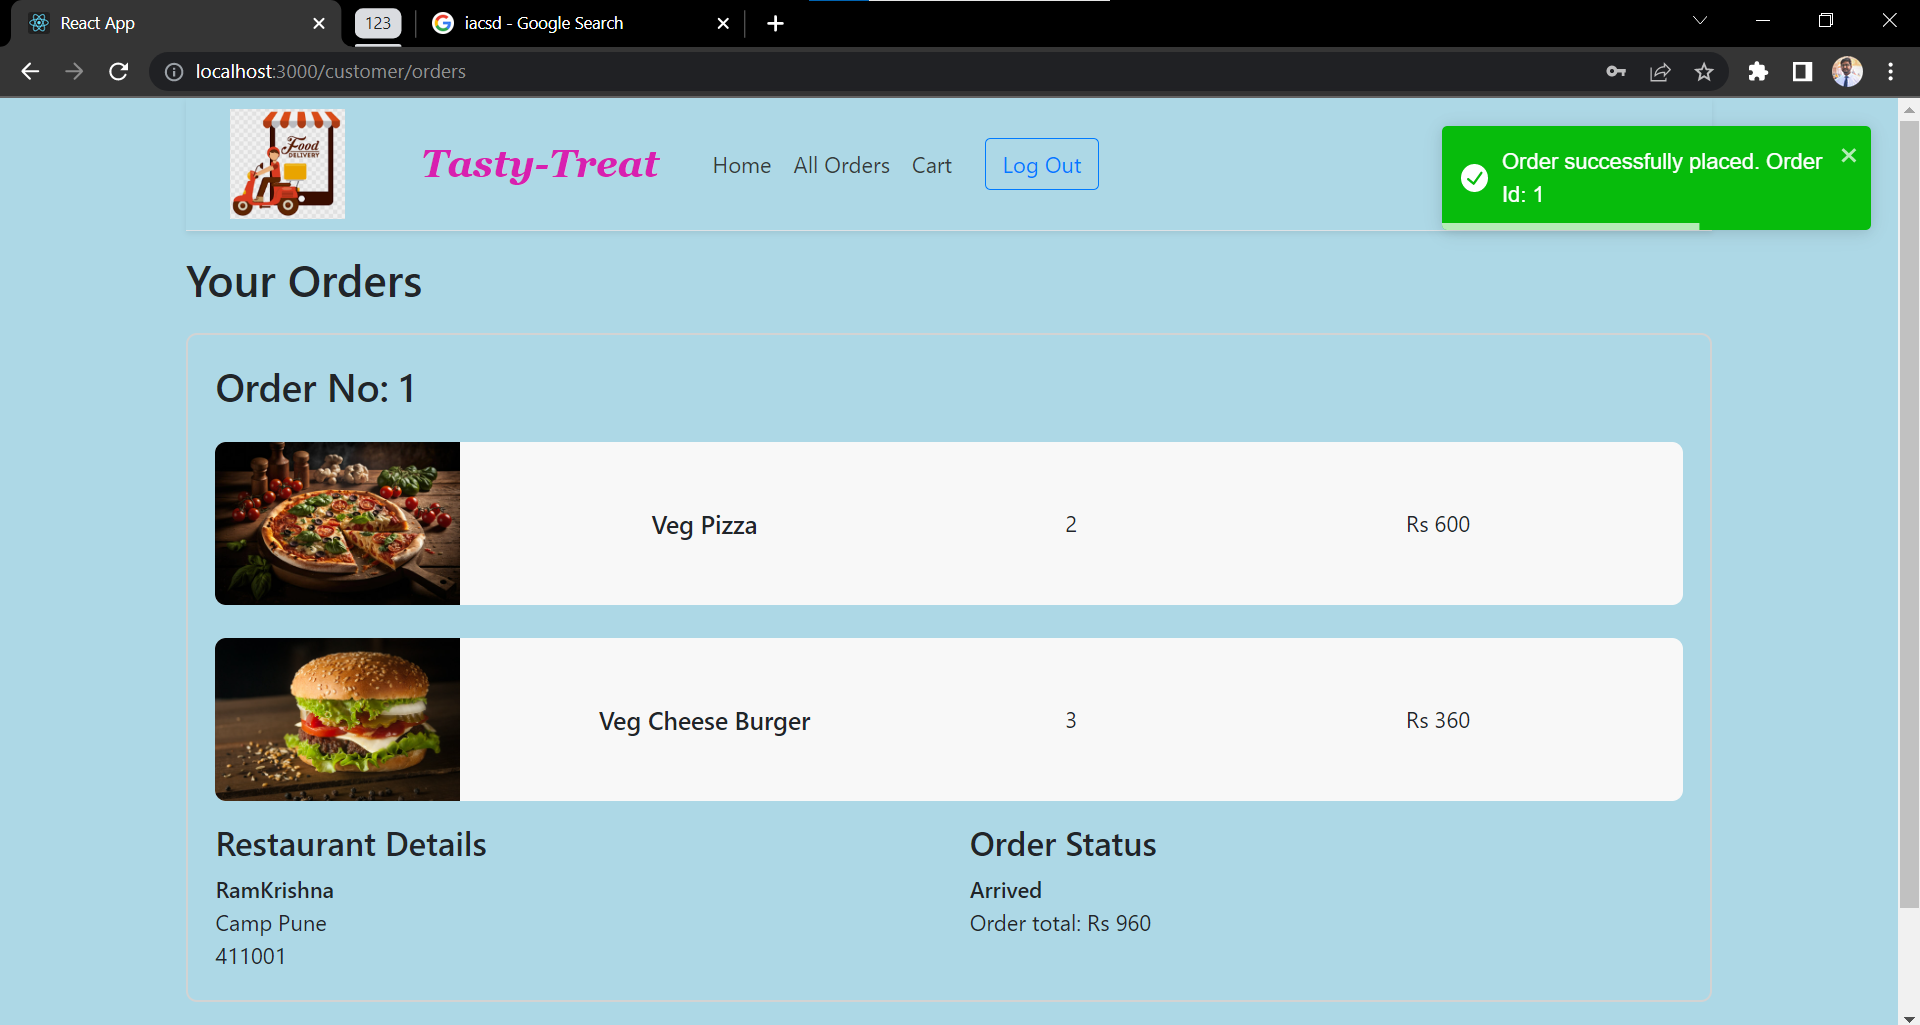 React App
123
iacsd - Google Search
localhost:3000/customer/orders
Food
DELIVERY
Tasty-Treat
Home
All Orders
Cart
Log Out
Order successfully placed. Order
Id: 1
Your Orders
Order No: 1
Veg Pizza
2
Rs 600
Veg Cheese Burger
3
Rs 360
Restaurant Details
RamKrishna
Camp Pune
411001
Order Status
Arrived
Order total: Rs 960